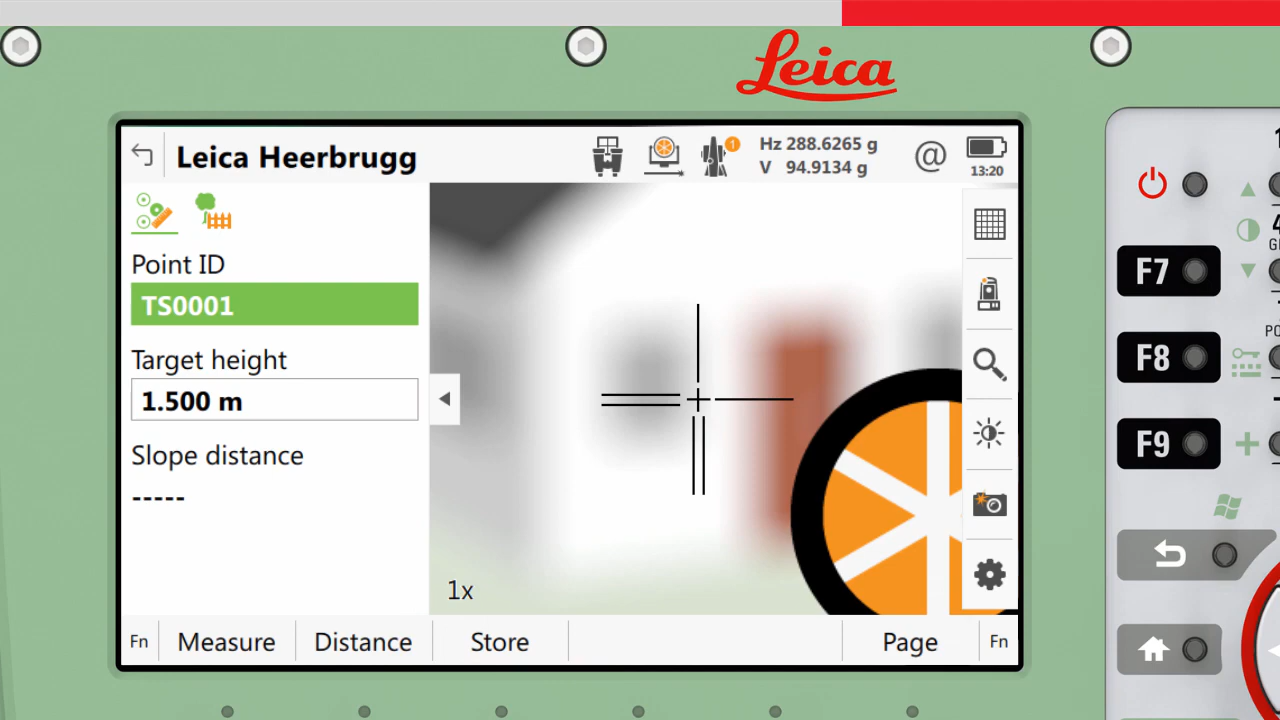 Leica
Leica Heerbrugg
1
Hz 288.6265 g
V 94.9134 g
@
13:20
Point ID
TS0001
Target height
1.500 m
Slope distance
-----
1x
Fn
Measure
Distance
Store
Page
Fn
F7
F8
F9